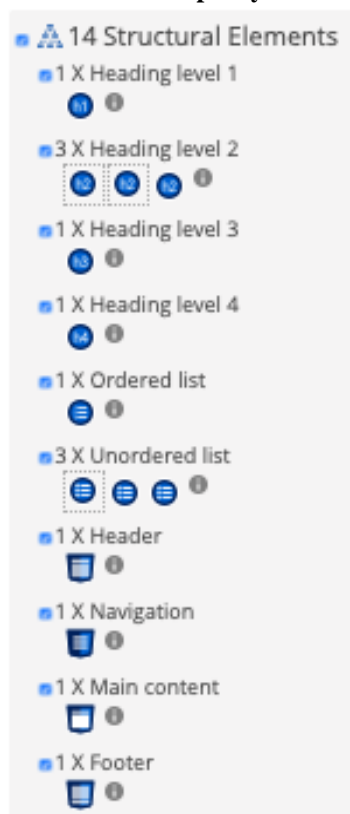 14 Structural Elements
1 X Heading level 1
h1
3 X Heading level 2
h2 h2 h2
1 X Heading level 3
h3
1 X Heading level 4
h4
1 X Ordered list
3 X Unordered list
1 X Header
1 X Navigation
1 X Main content
1 X Footer